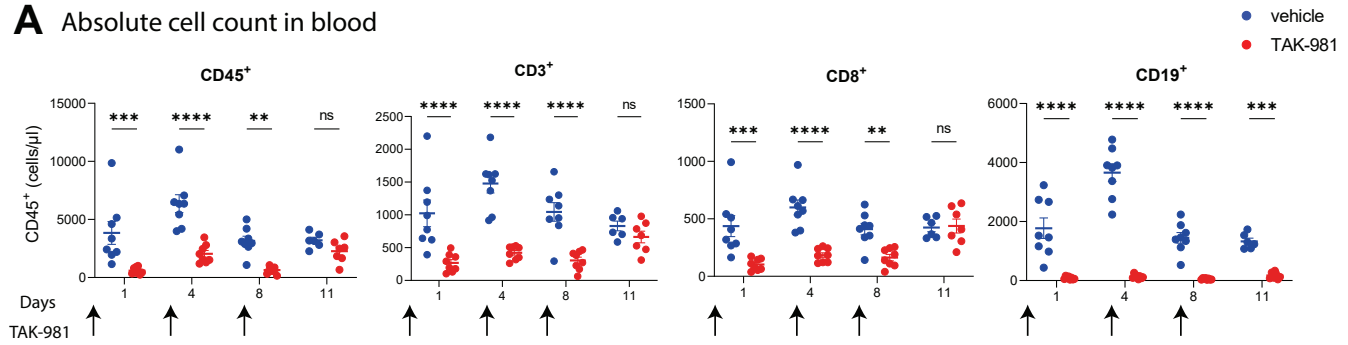 A Absolute cell count in blood
vehicle
TAK-981
CD45+
CD3+
CD8+
CD19+
CD45+ (cells/µl)
15000
10000
5000
0
*** **** ** ns
1 4 8 11
2500
2000
1500
1000
500
0
**** **** **** ns
1 4 8 11
1500
1000
500
0
*** **** ** ns
1 4 8 11
6000
4000
2000
0
**** **** **** ***
1 4 8 11
Days
TAK-981